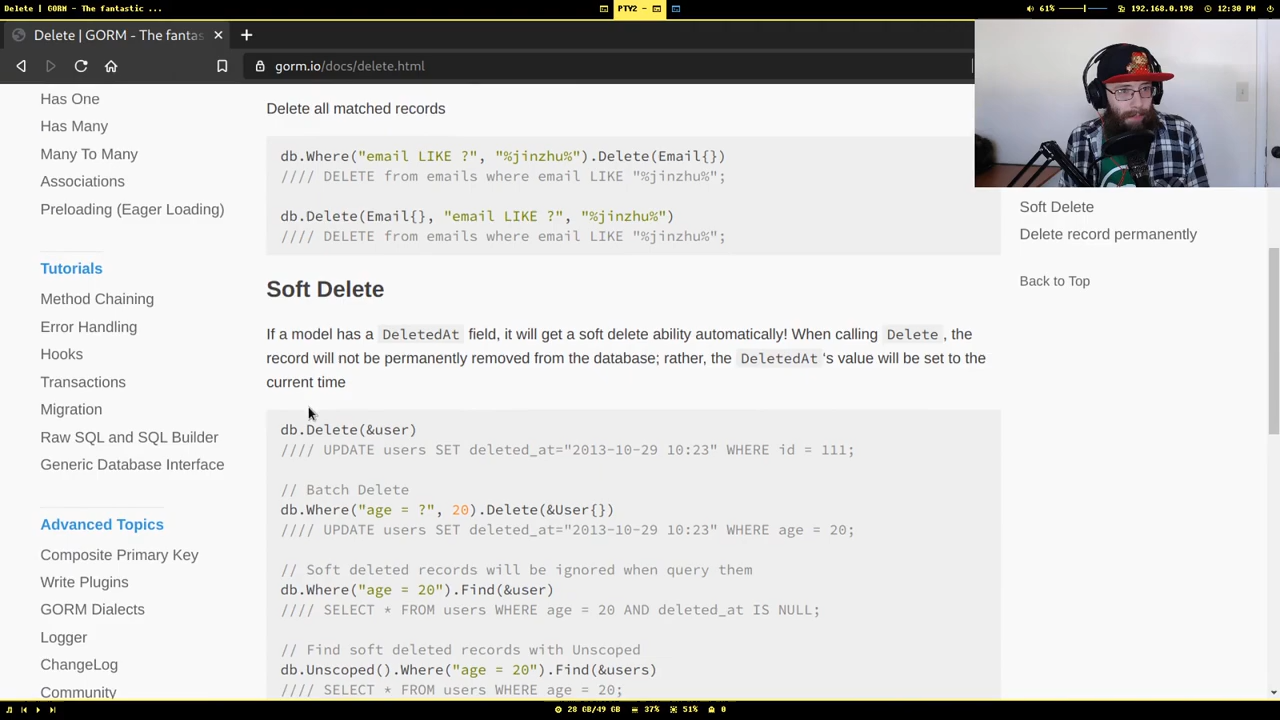 Delete | GORM - The fantastic ...
PTY2 -
61%
192.168.0.198
12:30 PM
Delete | GORM - The fantas
gorm.io/docs/delete.html
Has One
Has Many
Many To Many
Associations
Preloading (Eager Loading)
Tutorials
Method Chaining
Error Handling
Hooks
Transactions
Migration
Raw SQL and SQL Builder
Generic Database Interface
Advanced Topics
Composite Primary Key
Write Plugins
GORM Dialects
Logger
ChangeLog
Community
Delete all matched records
db.Where("email LIKE ?", "%jinzhu%").Delete(Email{})
//// DELETE from emails where email LIKE "%jinzhu%";
db.Delete(Email{}, "email LIKE ?", "%jinzhu%")
//// DELETE from emails where email LIKE "%jinzhu%";
Soft Delete
If a model has a DeletedAt field, it will get a soft delete ability automatically! When calling Delete, the
record will not be permanently removed from the database; rather, the DeletedAt's value will be set to the
current time
db.Delete(&user)
//// UPDATE users SET deleted_at="2013-10-29 10:23" WHERE id = 111;
// Batch Delete
db.Where("age = ?", 20).Delete(&User{})
//// UPDATE users SET deleted_at="2013-10-29 10:23" WHERE age = 20;
// Soft deleted records will be ignored when query them
db.Where("age = 20").Find(&user)
//// SELECT * FROM users WHERE age = 20 AND deleted_at IS NULL;
// Find soft deleted records with Unscoped
db.Unscoped().Where("age = 20").Find(&users)
//// SELECT * FROM users WHERE age = 20;
Soft Delete
Delete record permanently
Back to Top
28 GB/49 GB
37%
51%
0